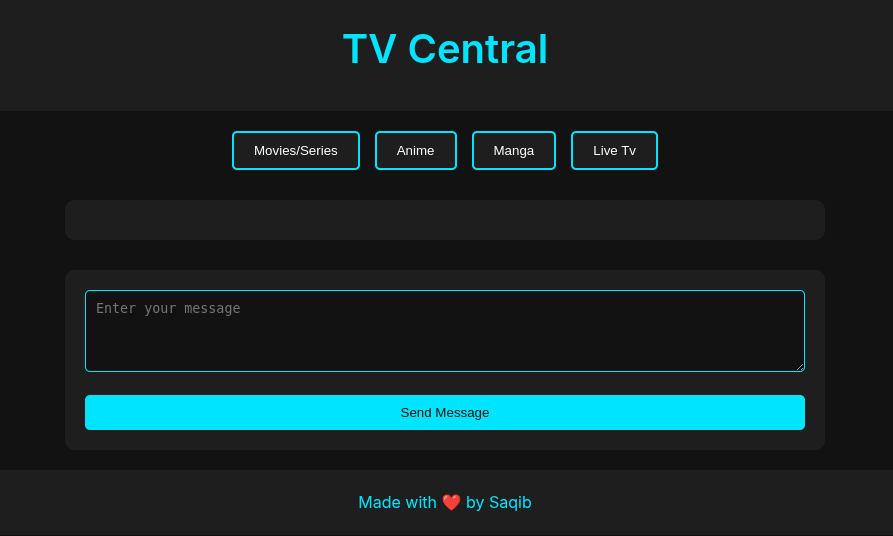 TV Central
Movies/Series Anime Manga Live Tv
Enter your message
Send Message
Made with ❤️ by Saqib